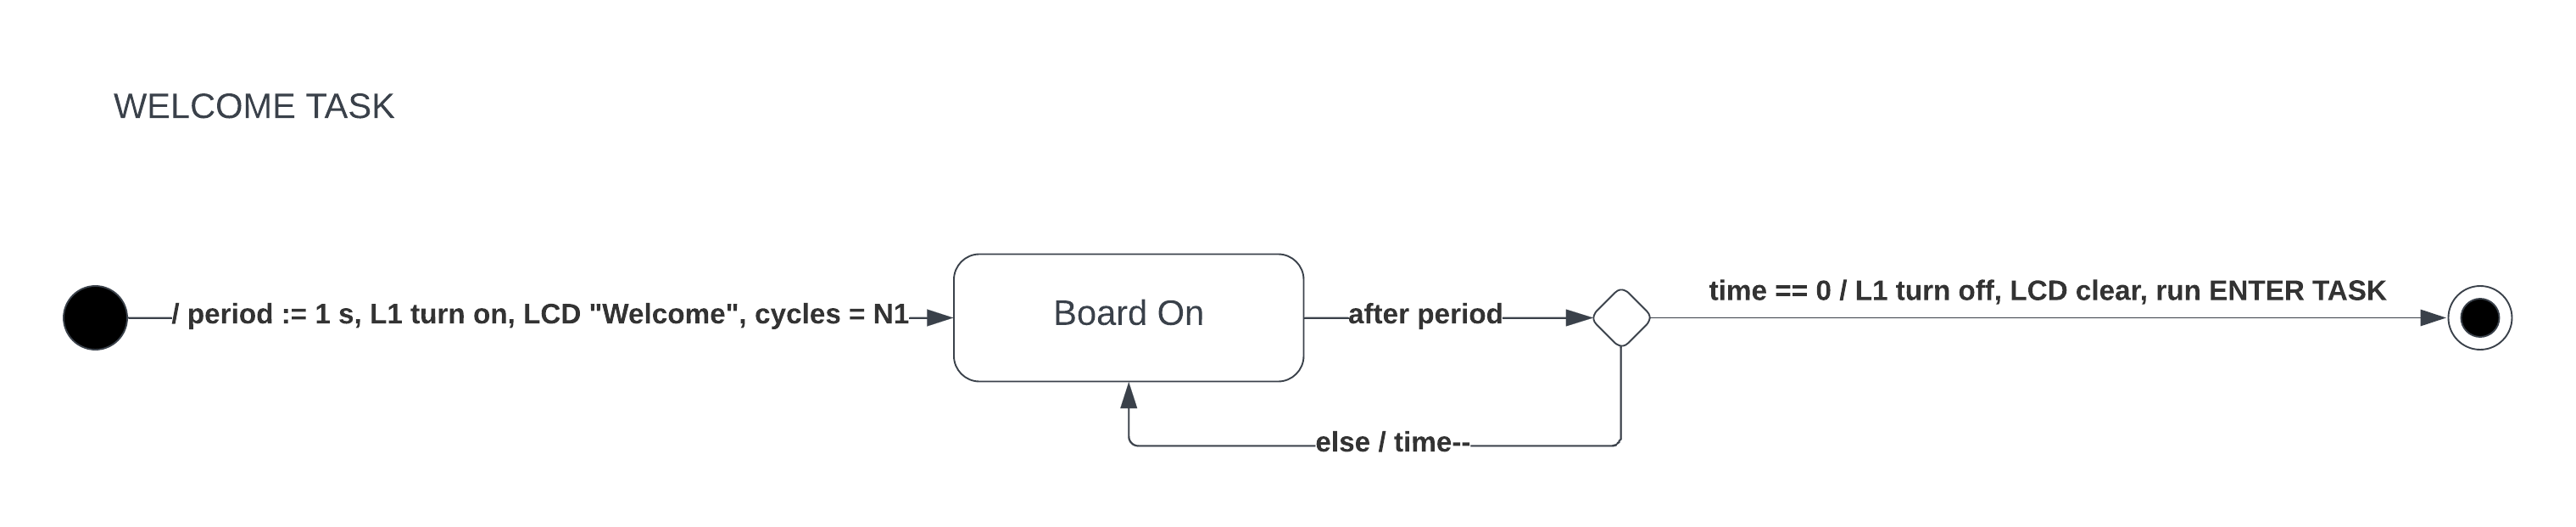 WELCOME TASK
/ period := 1 s, L1 turn on, LCD "Welcome", cycles = N1
Board On
after period
time == 0 / L1 turn off, LCD clear, run ENTER TASK
else / time--